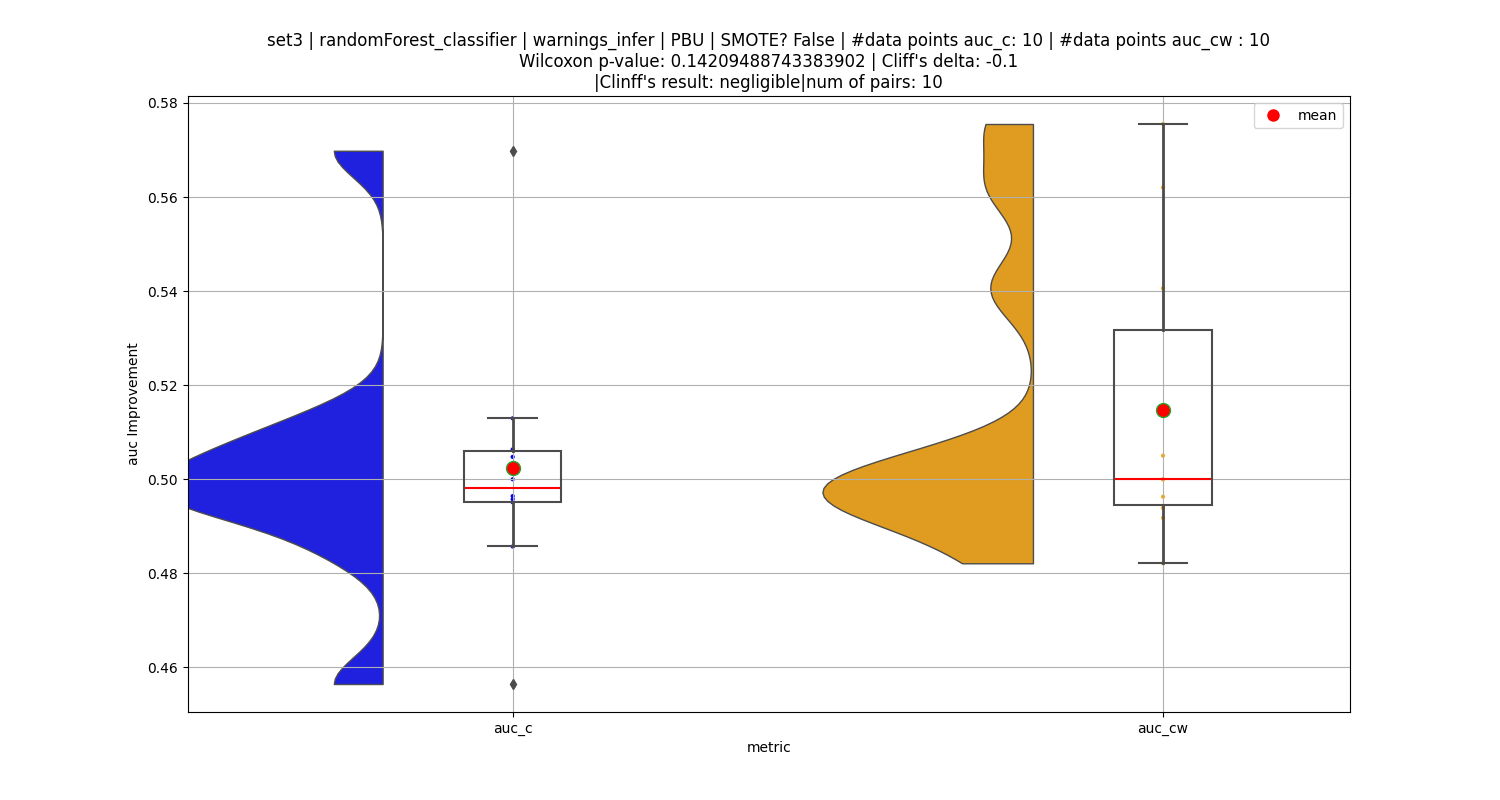 set3 | randomForest_classifier | warnings_infer | PBU | SMOTE? False | #data points auc_c: 10 | #data points auc_cw : 10
Wilcoxon p-value: 0.14209488743383902 | Cliff's delta: -0.1
|Clinff's result: negligible|num of pairs: 10
mean
0.58
0.56
0.54
0.52
0.50
0.48
0.46
auc Improvement
auc_c
auc_cw
metric